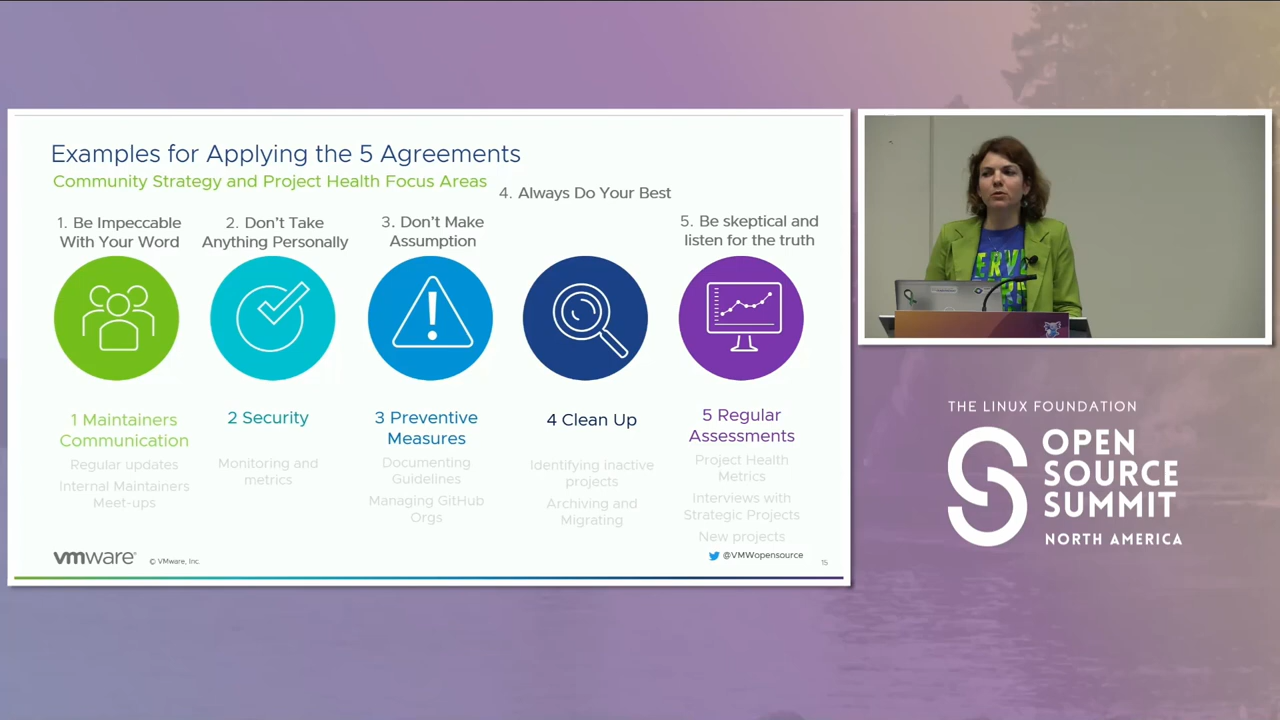 Examples for Applying the 5 Agreements
Community Strategy and Project Health Focus Areas
4. Always Do Your Best
1. Be Impeccable
With Your Word
2. Don't Take
Anything Personally
3. Don't Make
Assumption
5. Be skeptical and
listen for the truth
1 Maintainers
Communication
Regular updates
Internal Maintainers
Meet-ups
2 Security
Monitoring and
metrics
3 Preventive
Measures
Documenting
Guidelines
Managing GitHub
Orgs
4 Clean Up
Identifying inactive
projects
Archiving and
Migrating
5 Regular
Assessments
Project Health
Metrics
Interviews with
Strategic Projects
New projects
vmware®
© VMware, Inc.
@VMWopensource
15
THE LINUX FOUNDATION
OPEN
SOURCE
SUMMIT
NORTH AMERICA